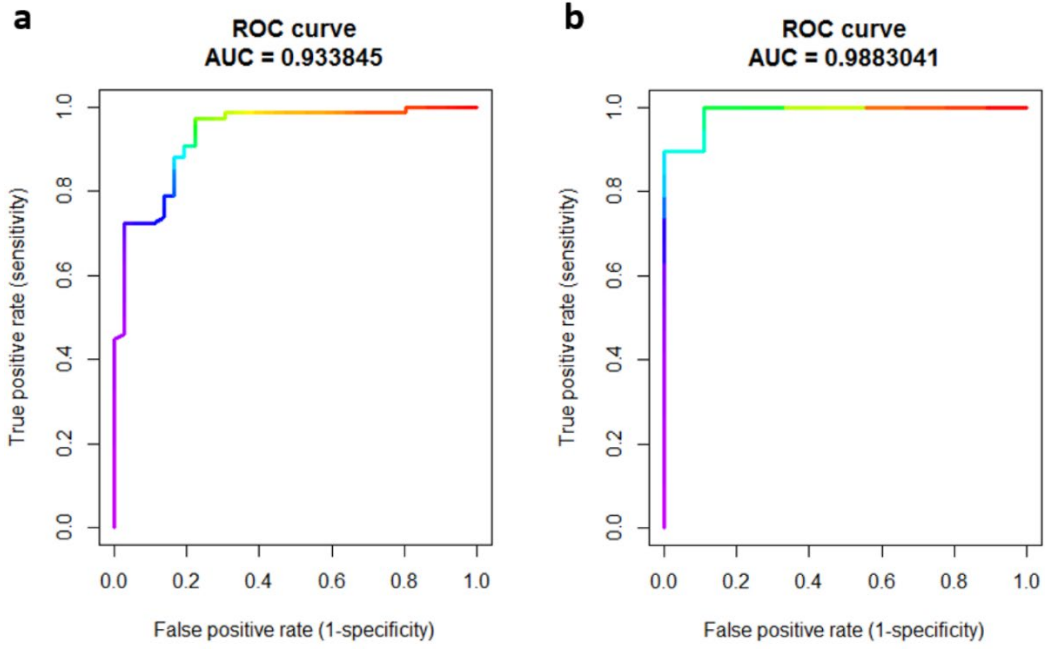 a
ROC curve
AUC = 0.933845
True positive rate (sensitivity)
1.0
0.8
0.6
0.4
0.2
0.0
0.0 0.2 0.4 0.6 0.8 1.0
False positive rate (1-specificity)
b
ROC curve
AUC = 0.9883041
True positive rate (sensitivity)
1.0
0.8
0.6
0.4
0.2
0.0
0.0 0.2 0.4 0.6 0.8 1.0
False positive rate (1-specificity)